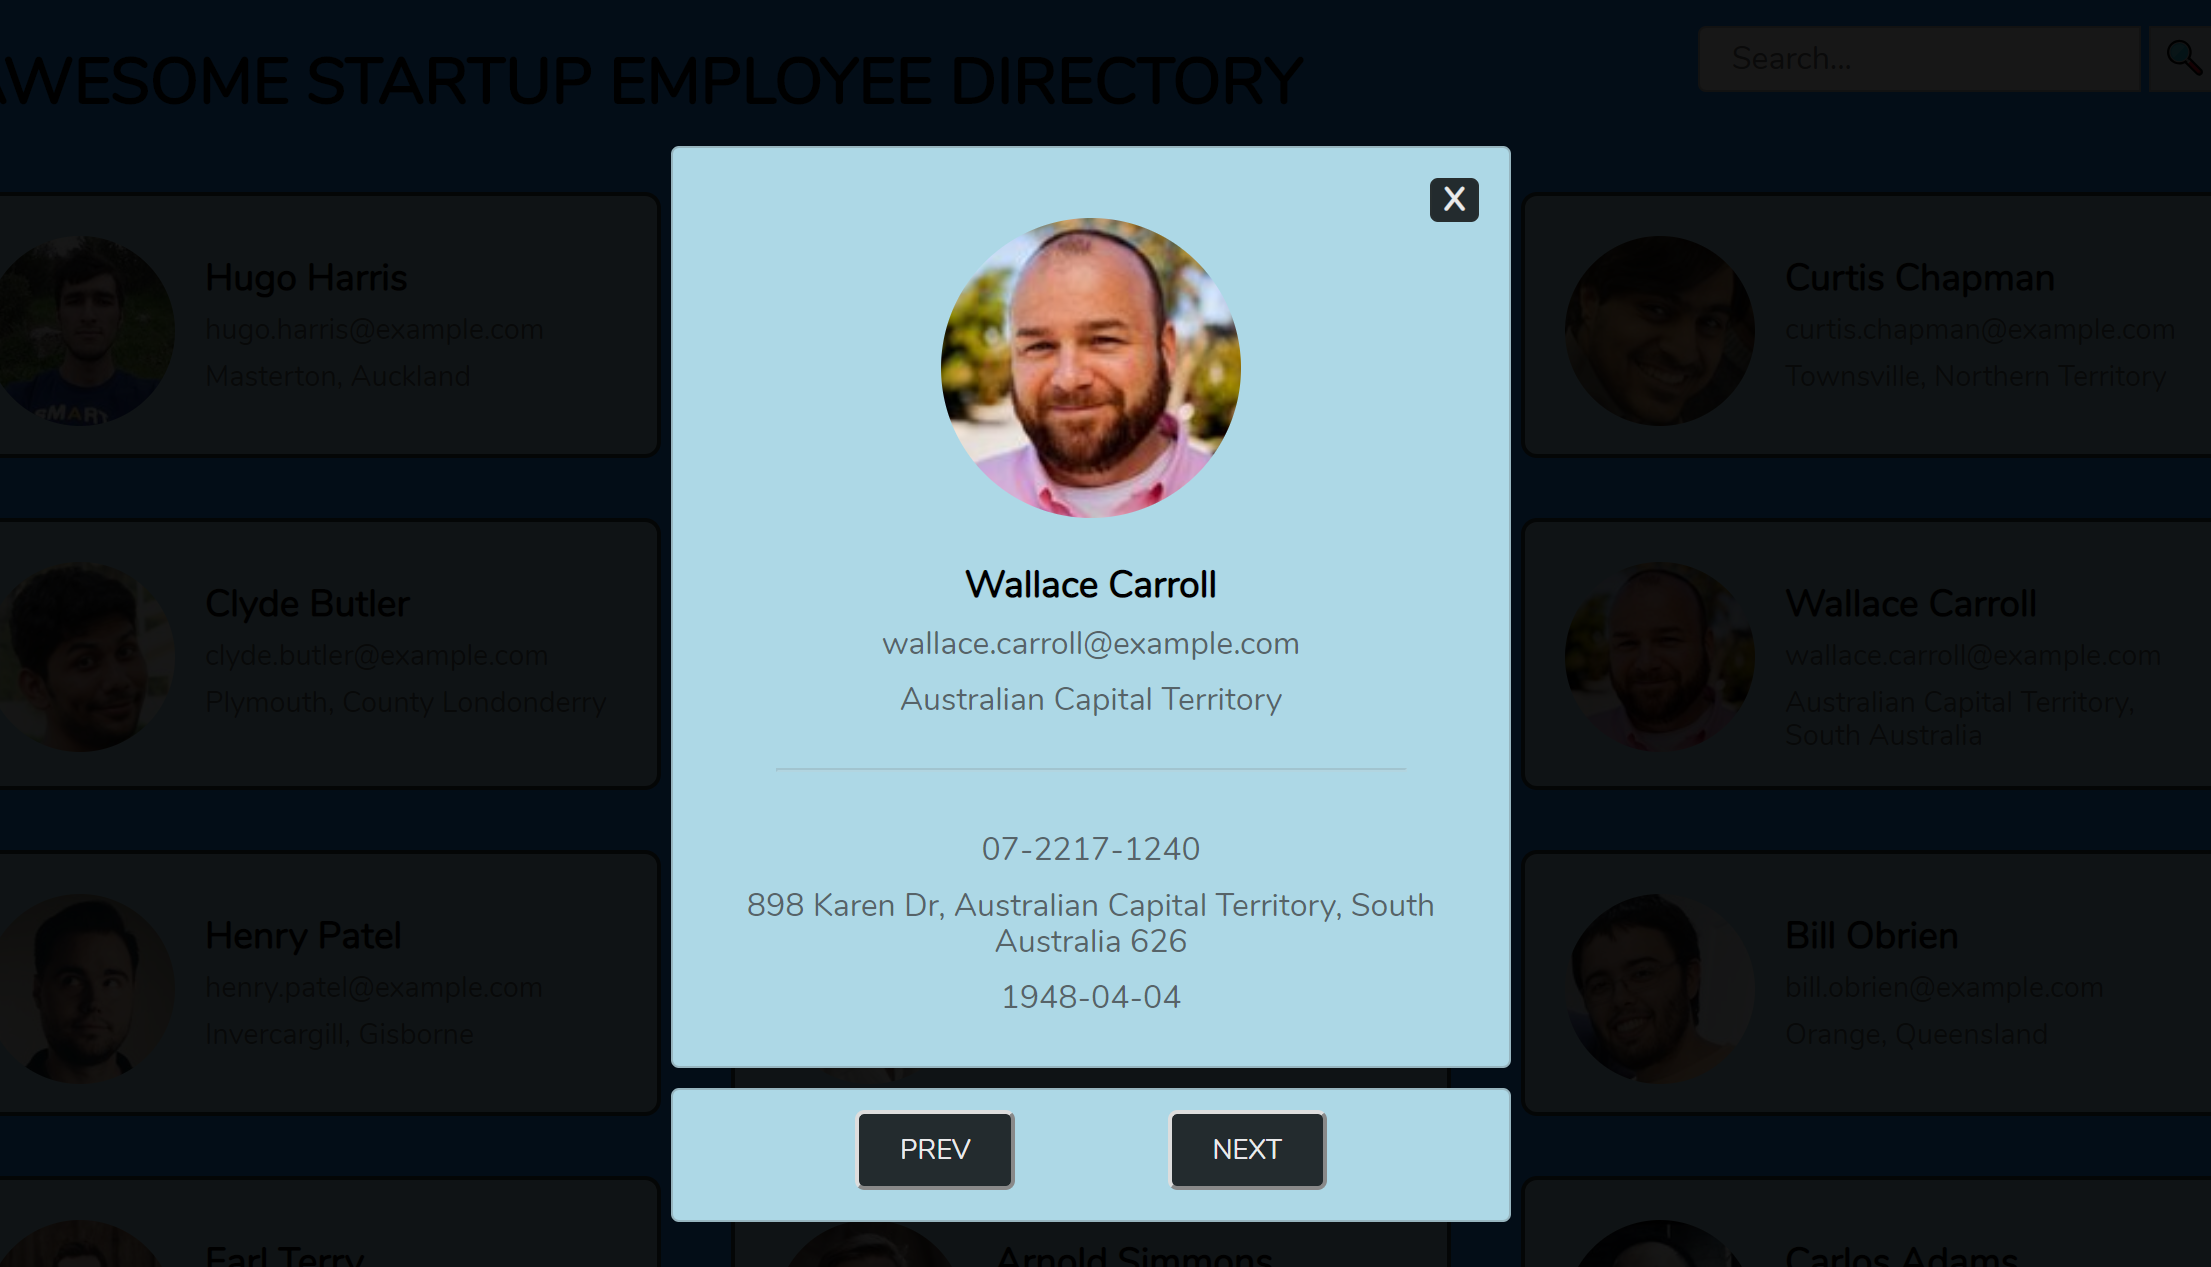 AWESOME STARTUP EMPLOYEE DIRECTORY
Search...
X
Hugo Harris
hugo.harris@example.com
Masterton, Auckland
SMART
Curtis Chapman
curtis.chapman@example.com
Townsville, Northern Territory
Clyde Butler
clyde.butler@example.com
Plymouth, County Londonderry
Wallace Carroll
wallace.carroll@example.com
Australian Capital Territory
07-2217-1240
898 Karen Dr, Australian Capital Territory, South
Australia 626
1948-04-04
PREV
NEXT
Wallace Carroll
wallace.carroll@example.com
Australian Capital Territory,
South Australia
Henry Patel
henry.patel@example.com
Invercargill, Gisborne
Bill Obrien
bill.obrien@example.com
Orange, Queensland
Earl Terry
Arnold Simmons
Carlos Adams